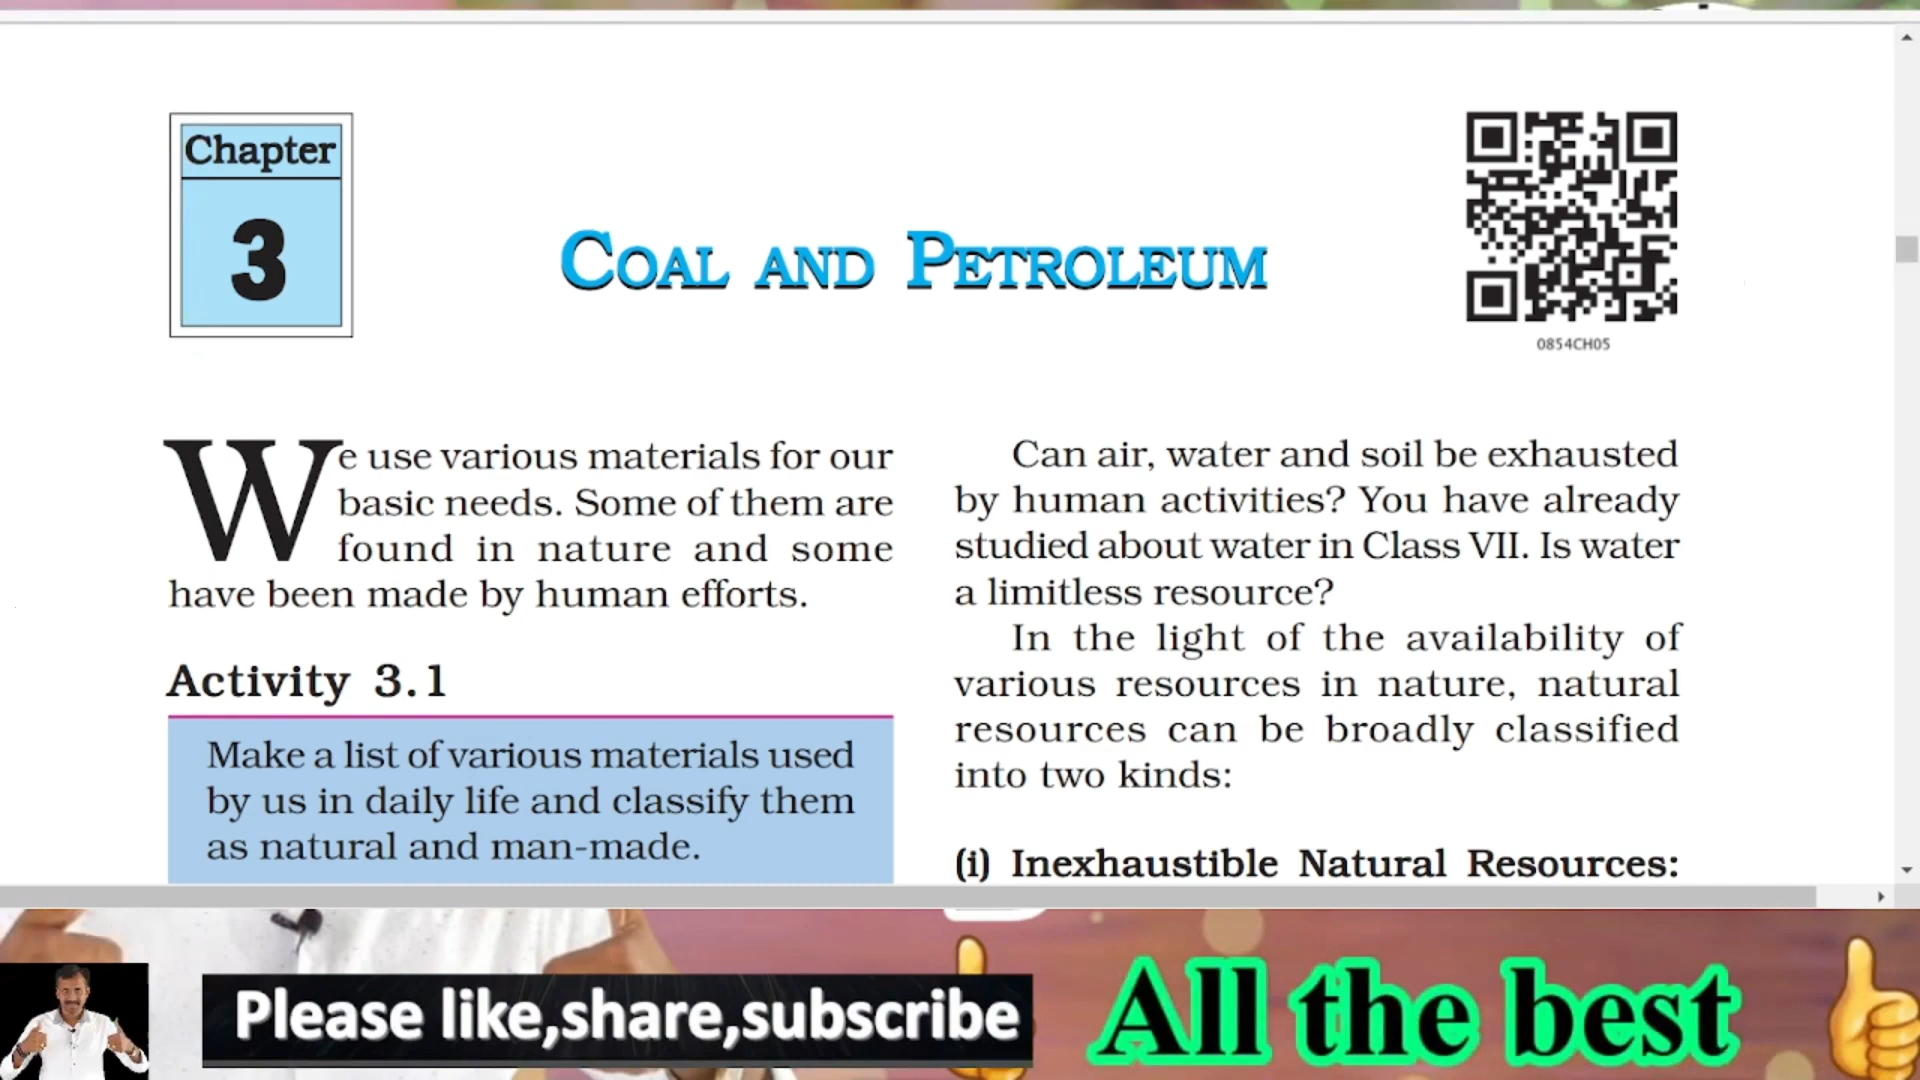 Chapter
3
COAL AND PETROLEUM
0854CH05
We use various materials for our
basic needs. Some of them are
found in nature and some
have been made by human efforts.
Activity 3.1
Make a list of various materials used
by us in daily life and classify them
as natural and man-made.
Can air, water and soil be exhausted
by human activities? You have already
studied about water in Class VII. Is water
a limitless resource?
In the light of the availability of
various resources in nature, natural
resources can be broadly classified
into two kinds:
(i) Inexhaustible Natural Resources:
Please like,share,subscribe
All the best